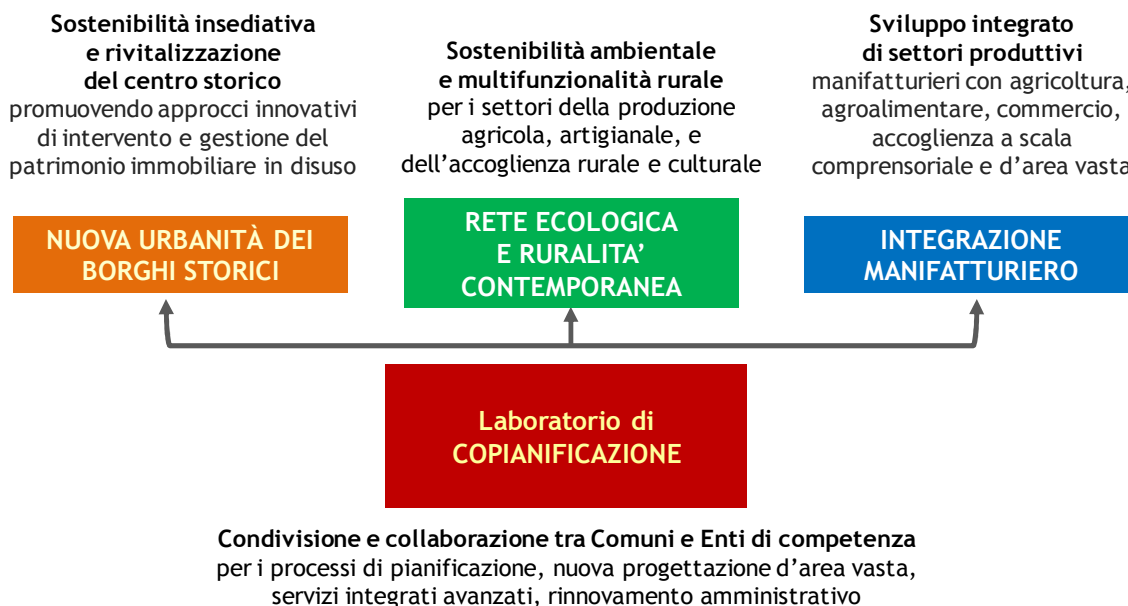 Sostenibilità insediativa
e rivitalizzazione
del centro storico
promuovendo approcci innovativi
di intervento e gestione del
patrimonio immobiliare in disuso
Sostenibilità ambientale
e multifunzionalità rurale
per i settori della produzione
agricola, artigianale, e
dell’accoglienza rurale e culturale
Sviluppo integrato
di settori produttivi
manifatturieri con agricoltura,
agroalimentare, commercio,
accoglienza a scala
comprensoriale e d’area vasta
NUOVA URBANITÀ DEI
BORGHI STORICI
RETE ECOLOGICA
E RURALITA’
CONTEMPORANEA
INTEGRAZIONE
MANIFATTURIERO
Laboratorio di
COPIANIFICAZIONE
Condivisione e collaborazione tra Comuni e Enti di competenza
per i processi di pianificazione, nuova progettazione d’area vasta,
servizi integrati avanzati, rinnovamento amministrativo